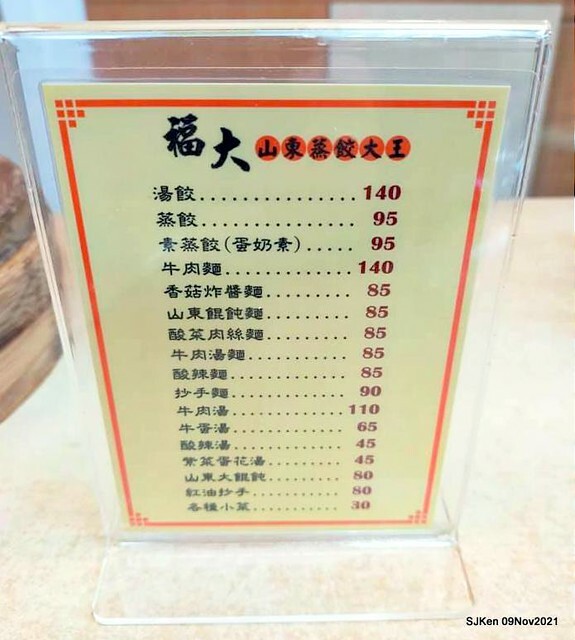 福大 山東蒸餃大王
湯餃................140
蒸餃................95
素蒸餃(蛋奶素).....95
牛肉麵.............140
香菇炸醬麵.........85
山東餛飩麵.........85
酸菜肉絲麵.........85
牛肉湯麵...........85
酸辣麵.............85
抄手麵.............90
牛肉湯.............110
牛蛋湯.............65
酸辣湯.............45
紫菜蛋花湯.........45
山東大餛飩.........80
紅油抄手...........80
各種小菜...........30
SJKen 09Nov2021